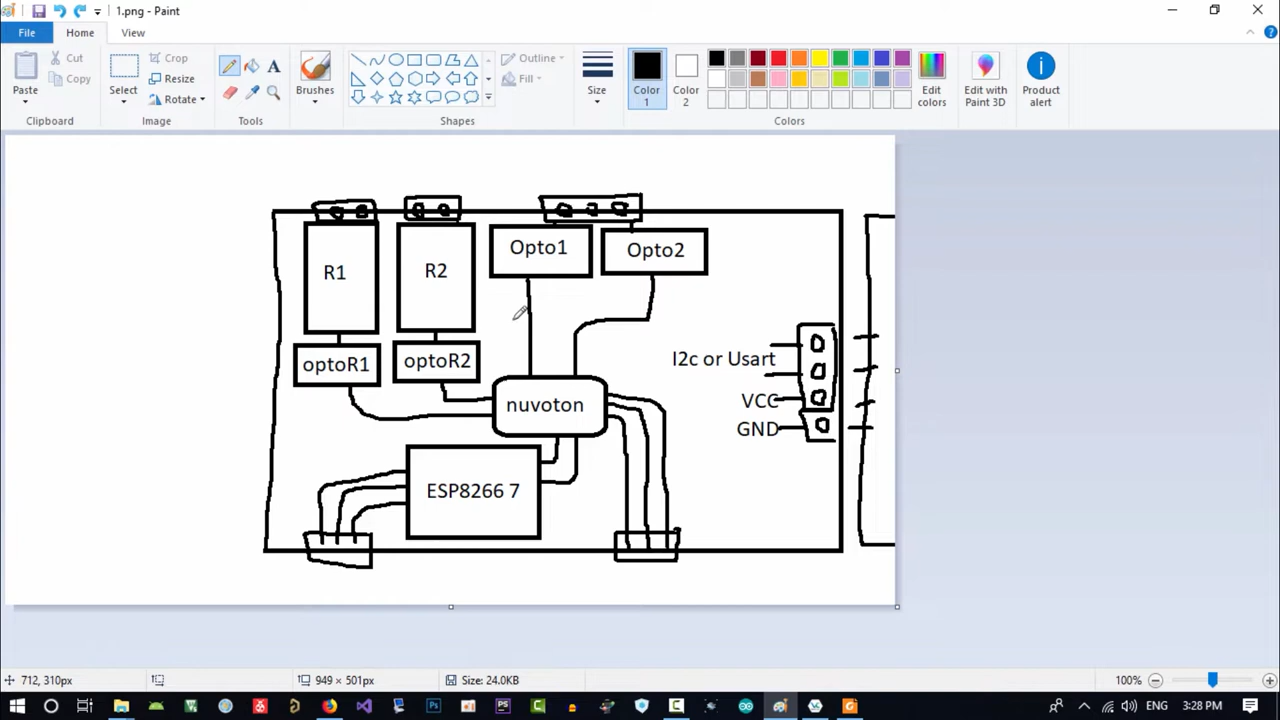 1.png - Paint
File
Home
View
Paste
Cut
Copy
Clipboard
Select
Crop
Resize
Rotate
Image
A
Tools
Brushes
Outline
Fill
Shapes
Size
Color
1
Color
2
Colors
Edit
colors
Edit with
Paint 3D
Product
alert
R1
R2
Opto1
Opto2
optoR1
optoR2
I2c or Usart
VCC
GND
nuvoton
ESP8266 7
712, 310px
949 × 501px
Size: 24.0KB
100%
Ps
PS
C
C
ENG
3:28 PM